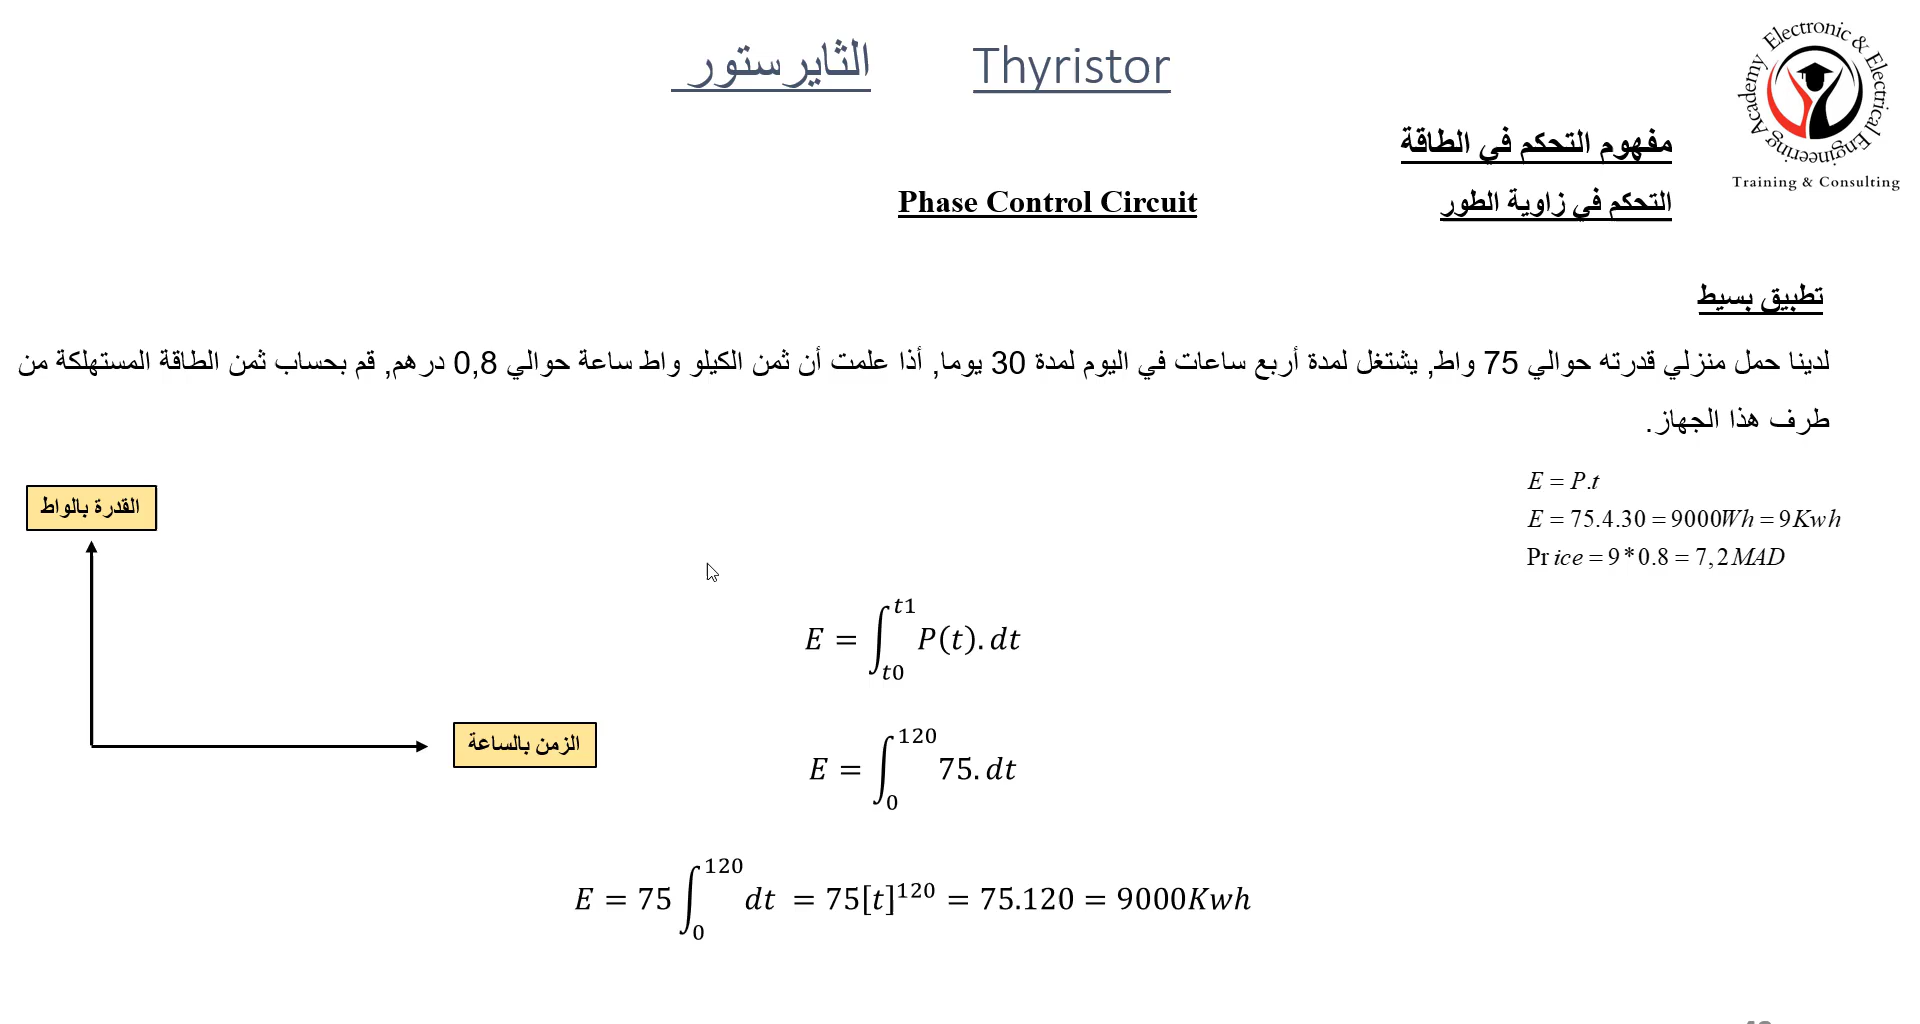 الثايرستور Thyristor
Academy Electronic & Electrical Engineering
Training & Consulting
مفهوم التحكم في الطاقة
التحكم في زاوية الطور Phase Control Circuit
تطبيق بسيط
لدينا حمل منزلي قدرته حوالي 75 واط, يشتغل لمدة أربع ساعات في اليوم لمدة 30 يوما, أذا علمت أن ثمن الكيلو واط ساعة حوالي 0,8 درهم, قم بحساب ثمن الطاقة المستهلكة من
طرف هذا الجهاز.
E = P.t
E = 75.4.30 = 9000Wh = 9Kwh
Price = 9*0.8 = 7,2MAD
القدرة بالواط
الزمن بالساعة
E = ∫_{t0}^{t1} P(t).dt
E = ∫_{0}^{120} 75.dt
E = 75 ∫_{0}^{120} dt = 75[t]^{120} = 75.120 = 9000Kwh